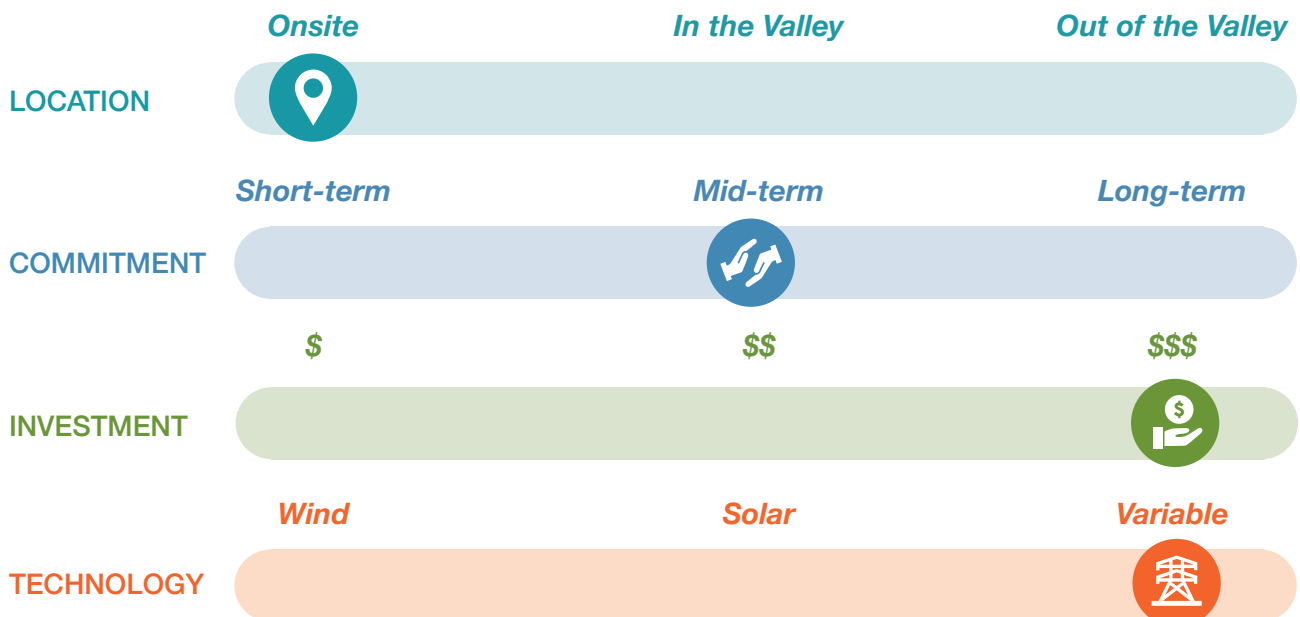 Onsite In the Valley Out of the Valley
LOCATION
Short-term Mid-term Long-term
COMMITMENT
$ $$ $$$
$
INVESTMENT
Wind Solar Variable
TECHNOLOGY